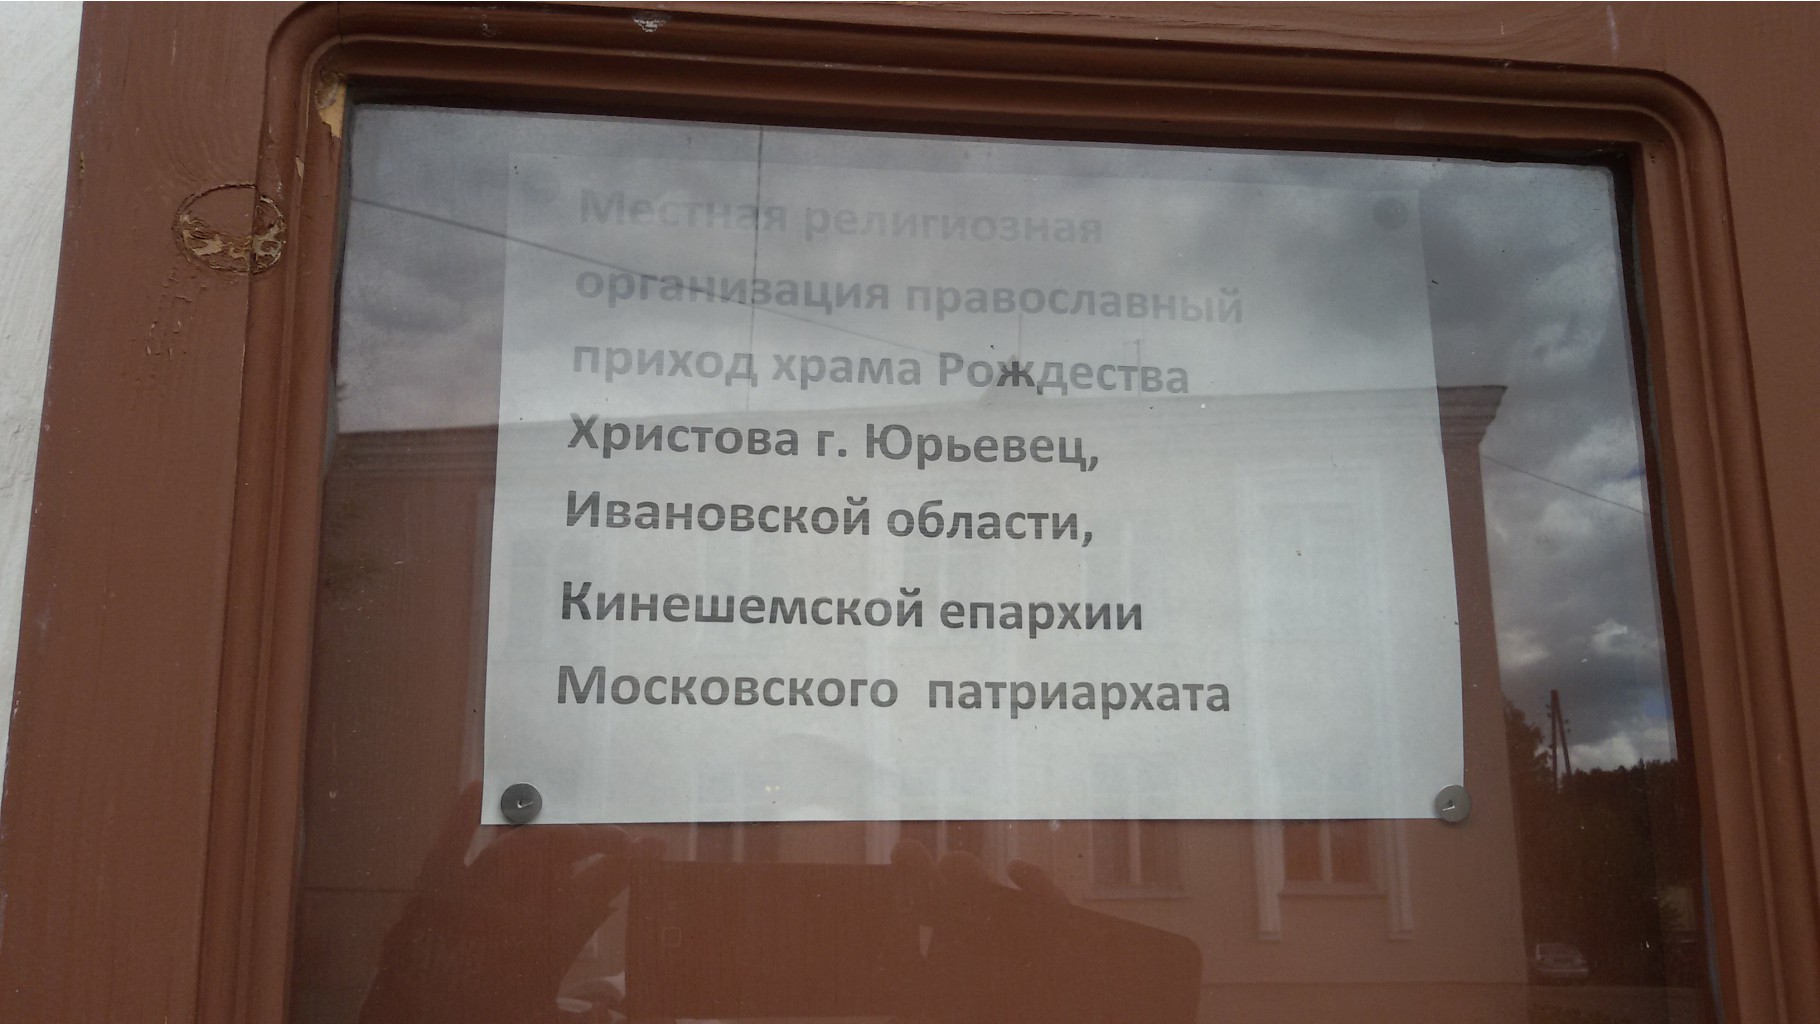 Местная религиозная
организация православный
приход храма Рождества
Христова г. Юрьевец,
Ивановской области,
Кинешемской епархии
Московского патриархата